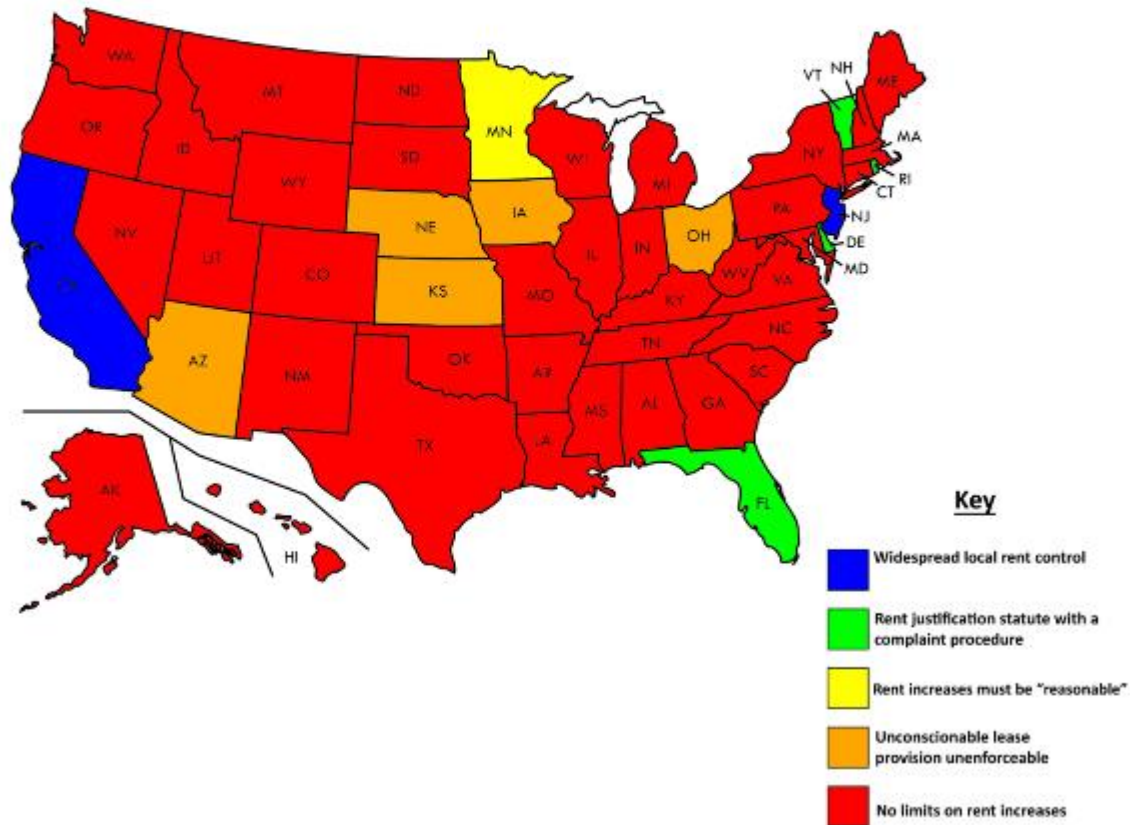 WA
MT
ND
MN
VT
NH
ME
OR
ID
SD
WI
MI
NY
MA
WY
RI
CT
NE
IA
PA
NJ
NV
UT
CO
IL
IN
OH
DE
MD
CA
KS
MO
WV
VA
KY
AZ
NM
OK
AR
TN
NC
SC
MS
AL
GA
TX
LA
FL
AK
HI
Key
Widespread local rent control
Rent justification statute with a
complaint procedure
Rent increases must be “reasonable”
Unconscionable lease
provision unenforceable
No limits on rent increases